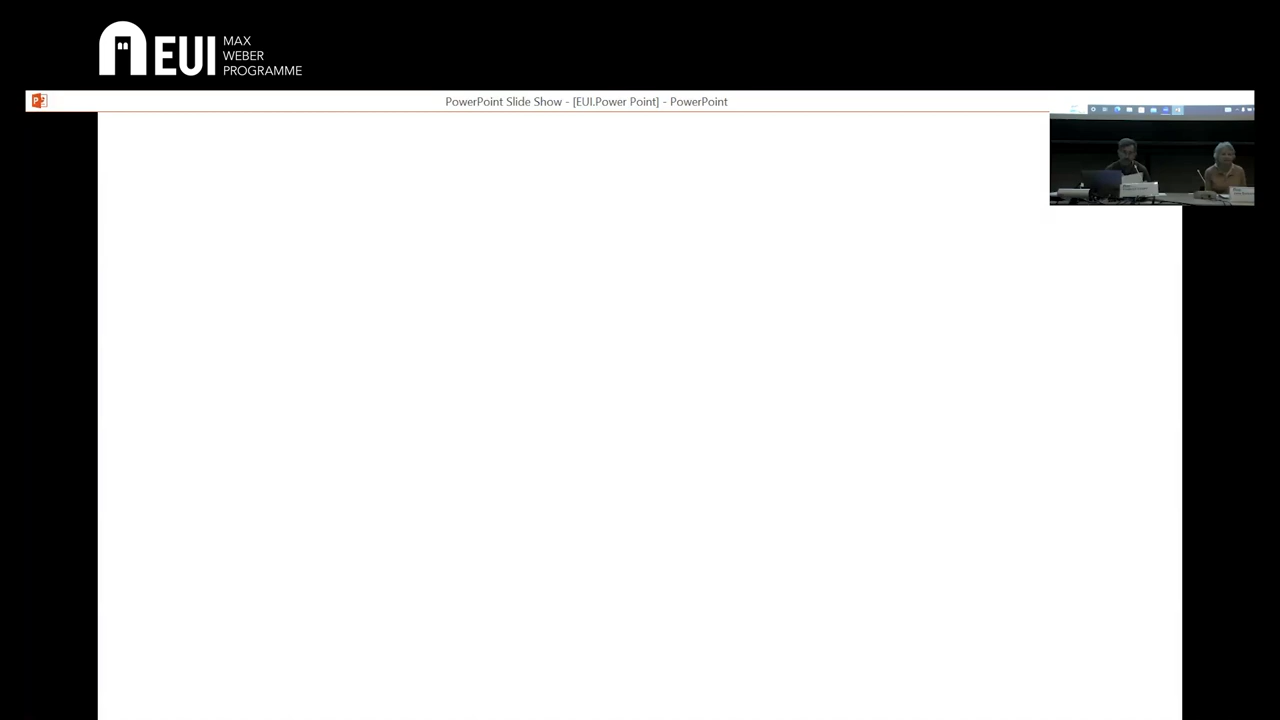 EUI
MAX
WEBER
PROGRAMME
PowerPoint Slide Show - [EUI.Power Point] - PowerPoint